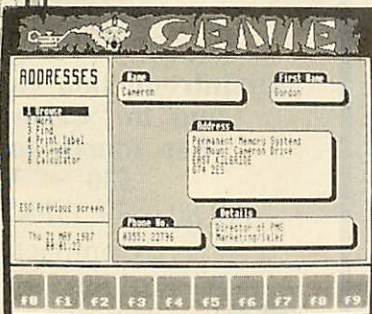 GENIE
ADDRESSES
1 Browse
2 Work
3 Find
4 Print label
5 Calendar
6 Calculator
ESC Previous screen
Thu 21 MAY 1987
Name
Cameron
First Name
Gordon
Address
Permanent Memory Systems
38 Mount Cameron Drive
EAST KILBRIDE
G74 2ES
Phone No.
03552 32796
Details
Director of PMS
Marketing/Sales
f0 f1 f2 f3 f4 f5 f6 f7 f8 f9